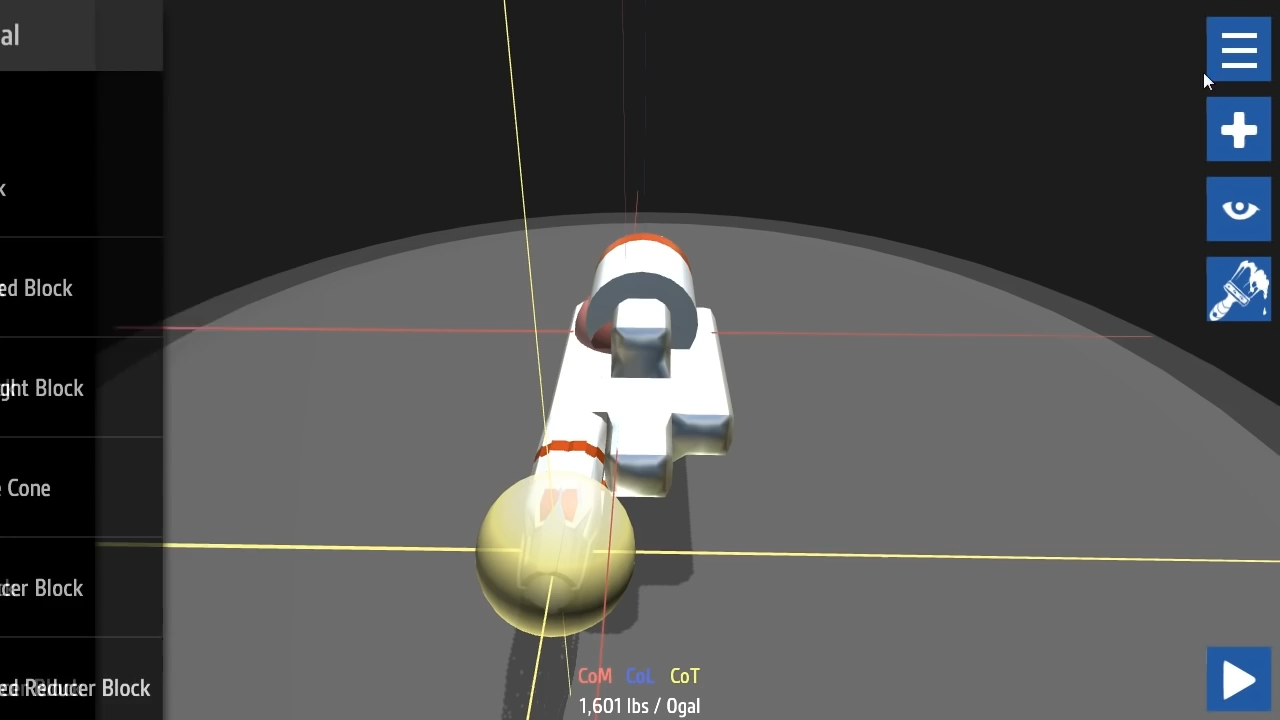 al
k
ed Block
ght Block
Cone
cer Block
ed Reducer Block
CoM CoL CoT
1,601 lbs / 0gal